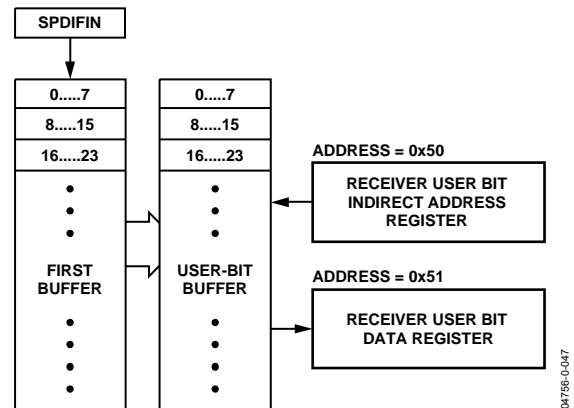 SPDIFIN
0.....7
8.....15
16.....23
FIRST
BUFFER
0.....7
8.....15
16.....23
USER-BIT
BUFFER
ADDRESS = 0x50
RECEIVER USER BIT
INDIRECT ADDRESS
REGISTER
ADDRESS = 0x51
RECEIVER USER BIT
DATA REGISTER
04756-0-047